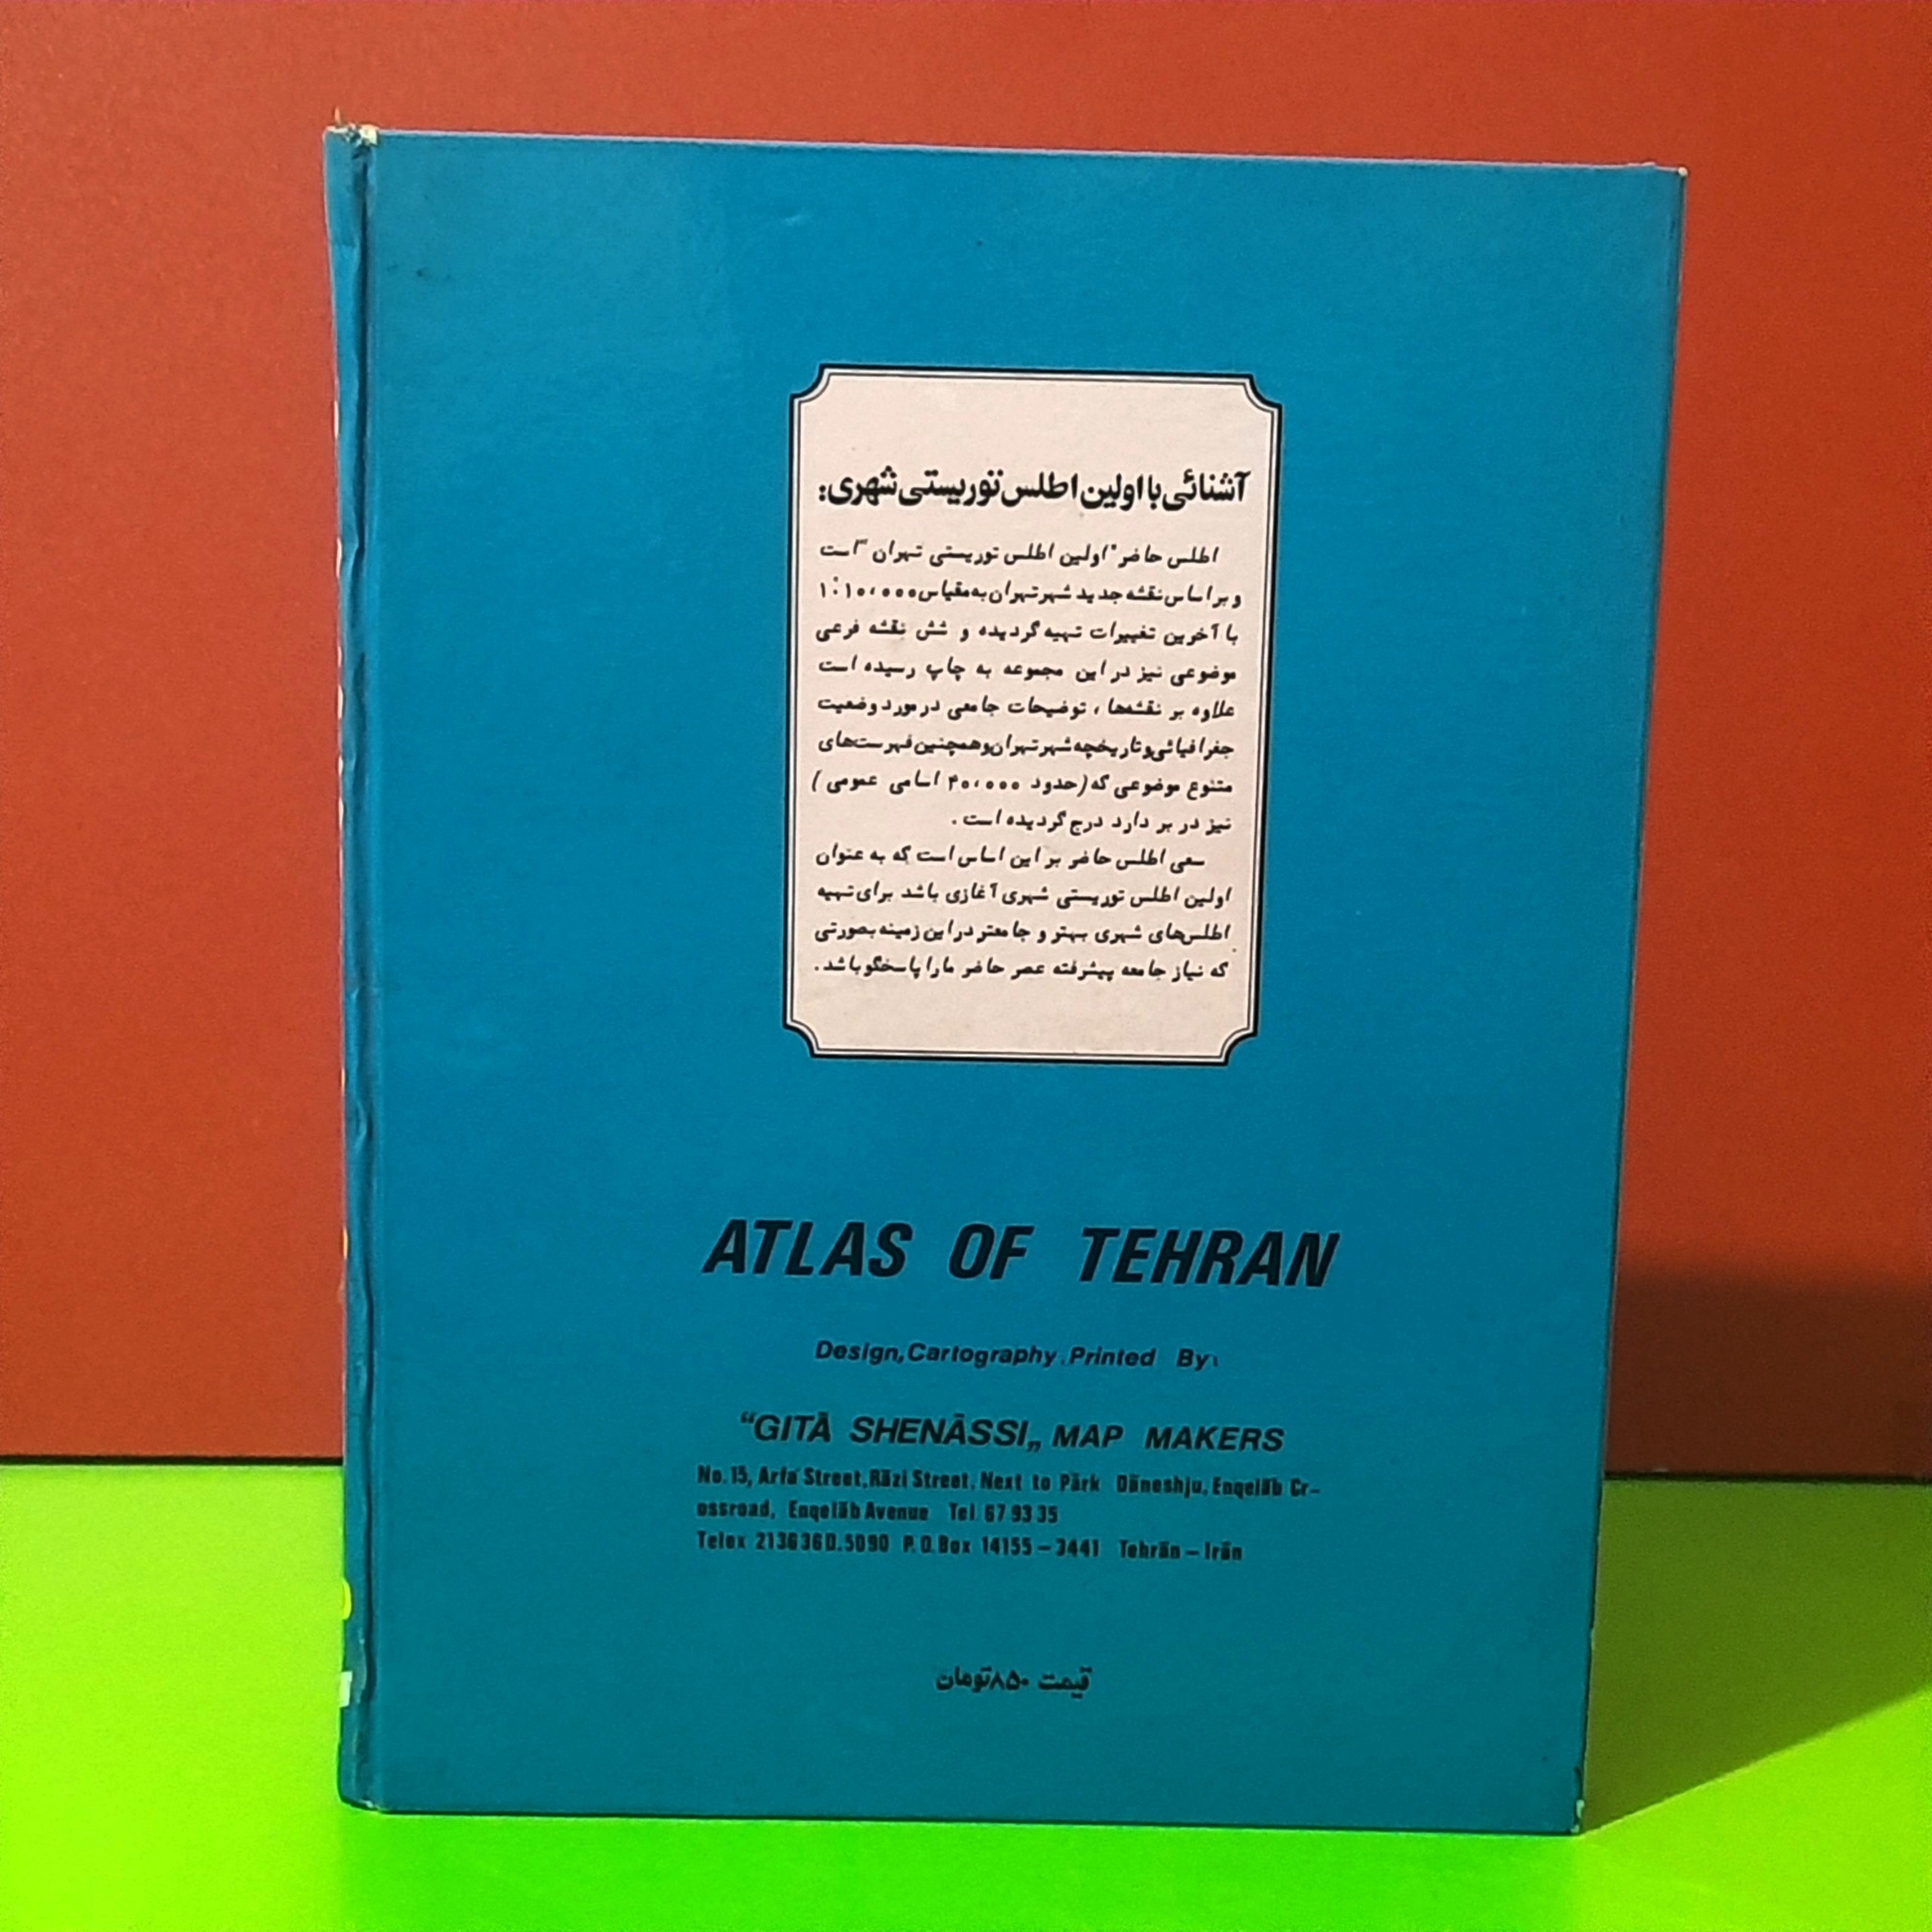 آشنائی با اولین اطلس توریستی شهری:
اطلس حاضر "اولین اطلس توریستی تهران" است
و بر اساس نقشه جدید شهر تهران به مقیاس ۱:۱۰،۰۰۰
با آخرین تغییرات تهیه گردیده و شش نقشه فرعی
موضوعی نیز در این مجموعه به چاپ رسیده است
علاوه بر نقشه‌ها، توضیحات جامعی در مورد وضعیت
جغرافیائی و تاریخچه شهر تهران و همچنین فهرست‌های
متنوع موضوعی که (حدود ۴۰،۰۰۰ اسامی عمومی)
نیز در بر دارد درج گردیده است.
سعی اطلس حاضر بر این اساس است که به عنوان
اولین اطلس توریستی شهری آغازی باشد برای تهیه
اطلس‌های شهری بهتر و جامعتر در این زمینه بصورتی
که نیاز جامعه پیشرفته عصر حاضر ما را پاسخگو باشد.
ATLAS OF TEHRAN
Design, Cartography, Printed By:
“GITĀ SHENĀSSI„ MAP MAKERS
No. 15, Arfa' Street, Rāzi Street, Next to Pārk Dāneshju, Enqelāb Cr-
ossroad, Enqelāb Avenue Tel. 67 93 35
Telex 213636D.5090 P.O.Box 14155 – 3441 Tehrān – Irān
قیمت ۸۵۰ تومان